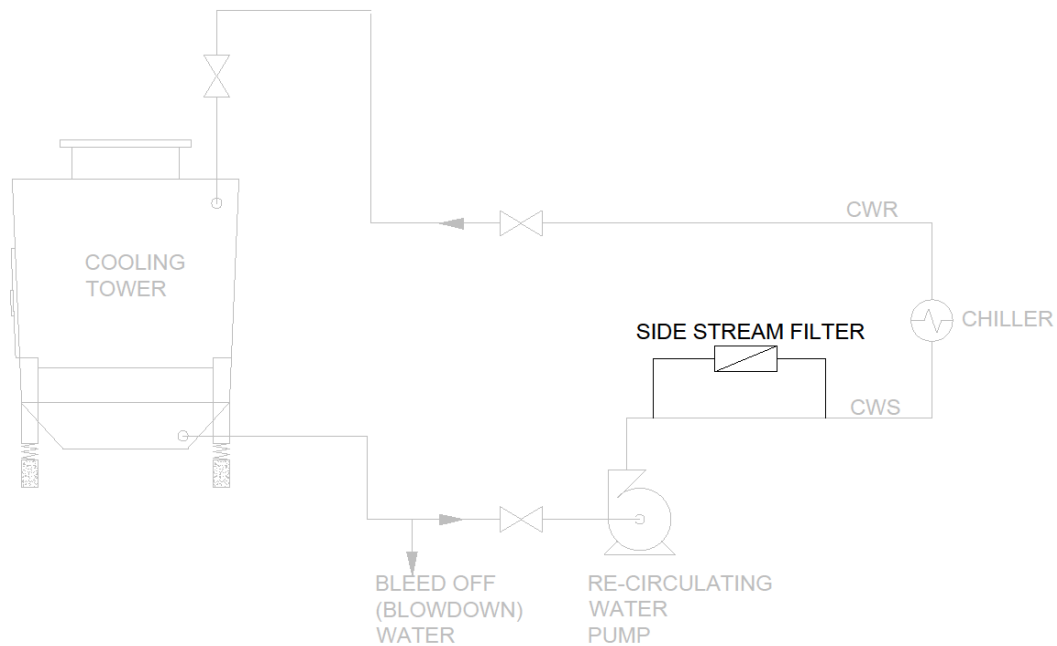 CWR
COOLING
TOWER
CHILLER
SIDE STREAM FILTER
CWS
BLEED OFF
(BLOWDOWN)
WATER
RE-CIRCULATING
WATER
PUMP